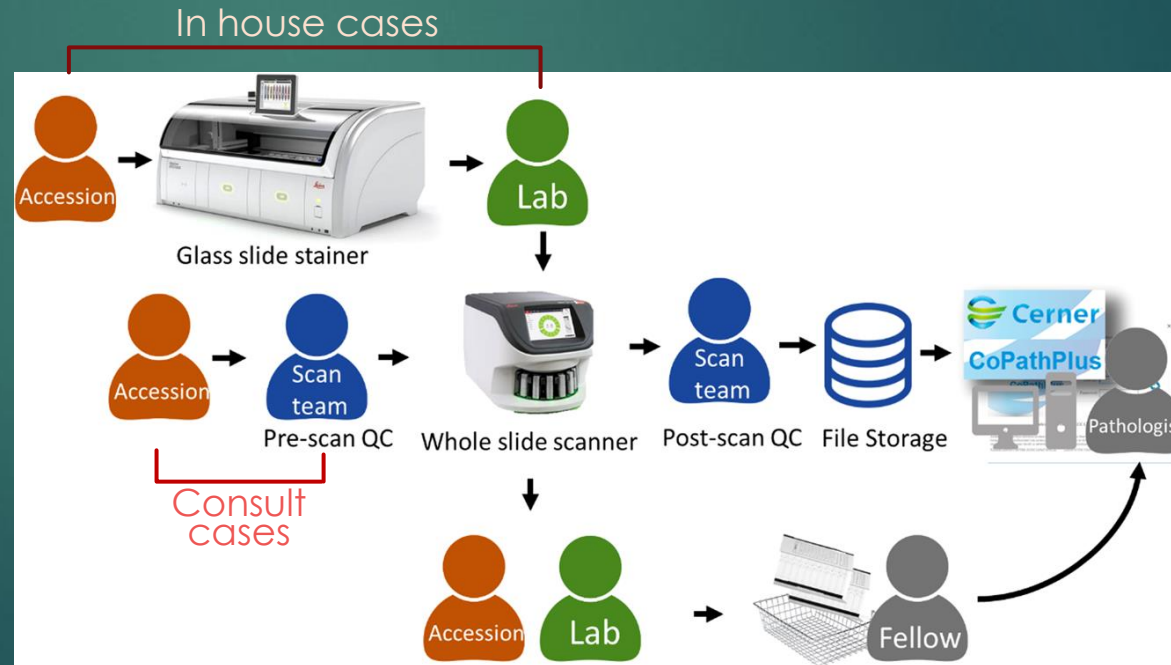 In house cases
Accession
Lab
Glass slide stainer
Accession
Scan
team
Pre-scan QC
Whole slide scanner
Scan
team
Post-scan QC
File Storage
Cerner
CoPathPlus
Pathologis
Consult
cases
Accession
Lab
Fellow